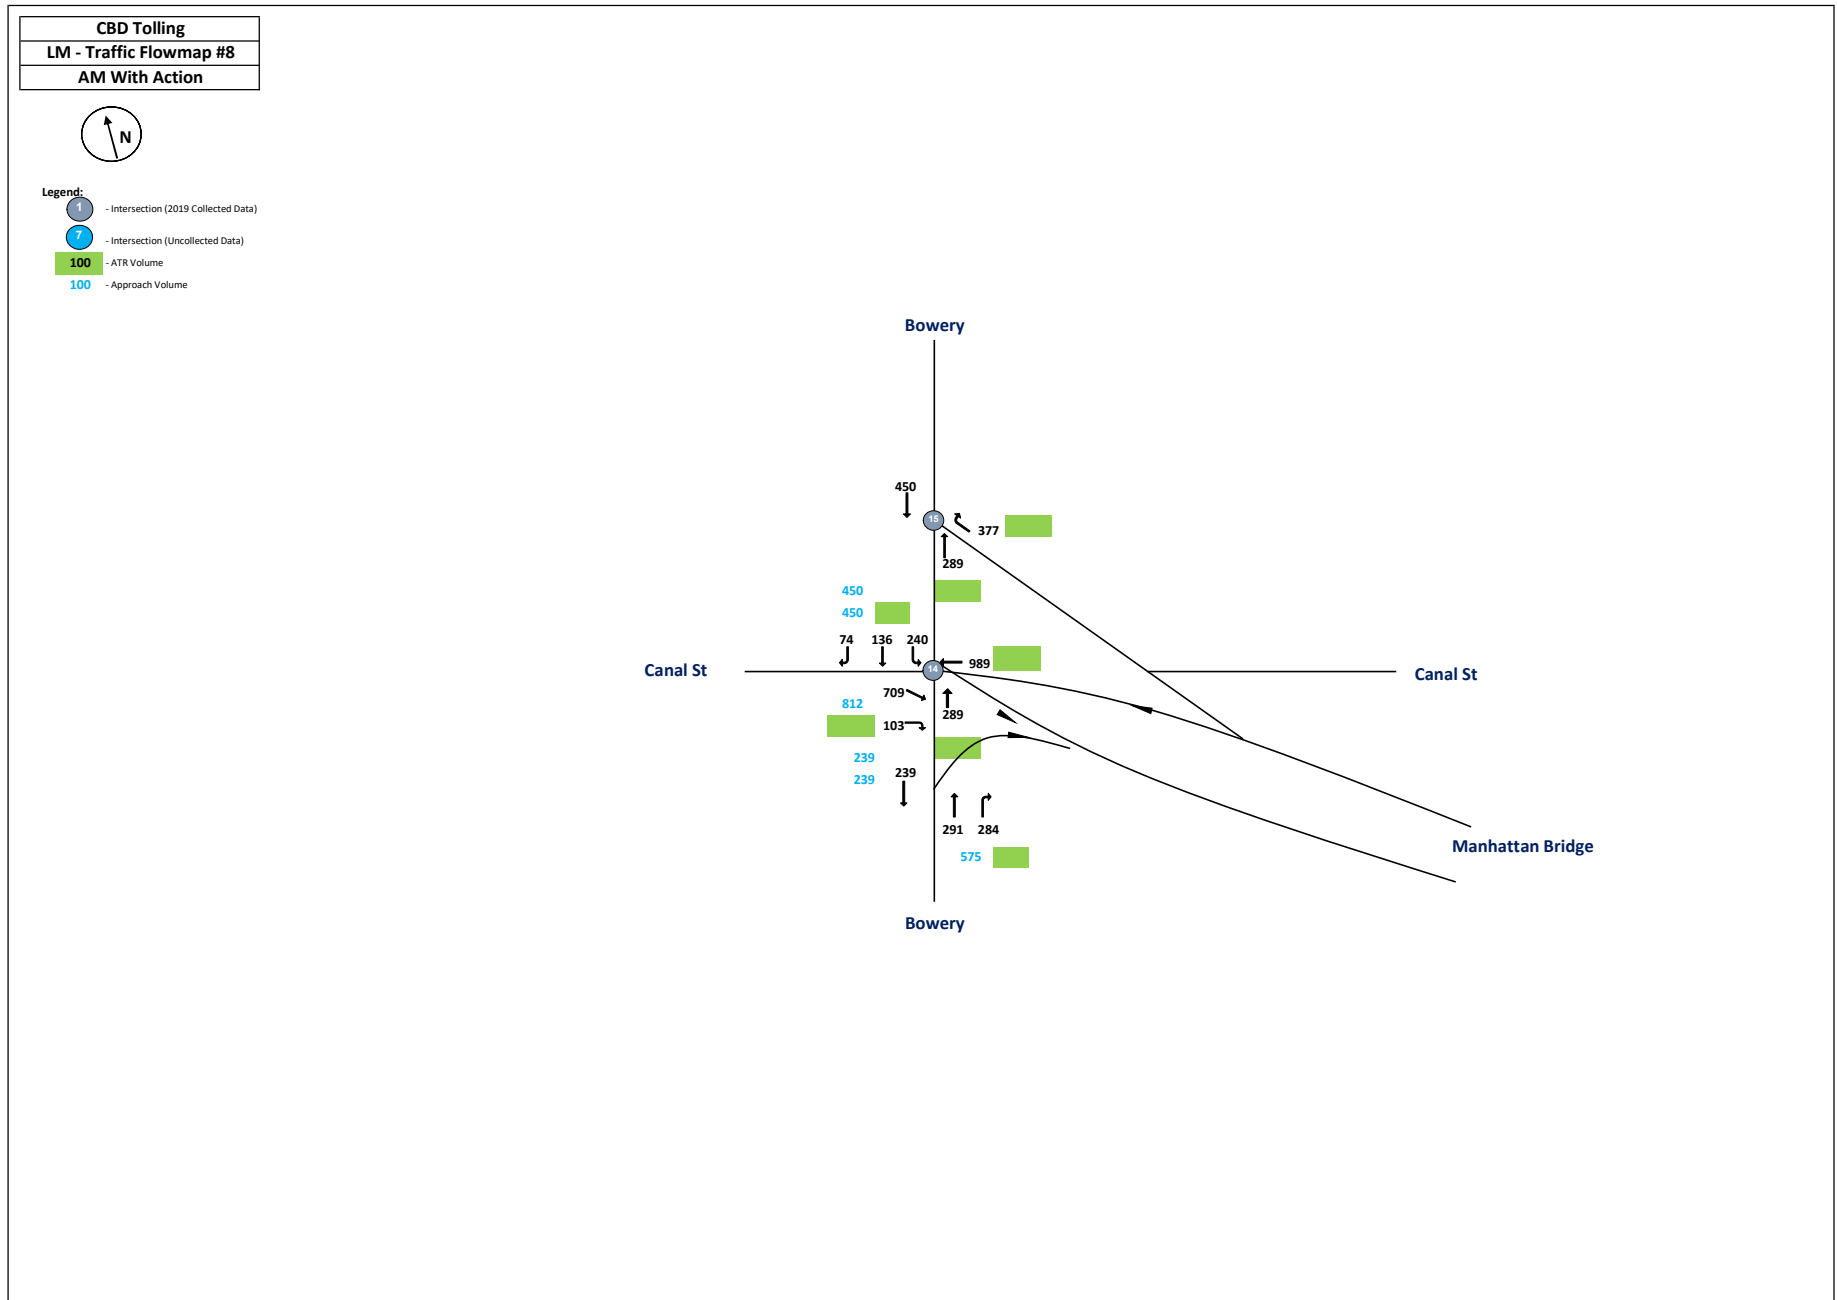 CBD Tolling
LM - Traffic Flowmap #8
AM With Action
N
Legend:
1 - Intersection (2019 Collected Data)
7 - Intersection (Uncollected Data)
100 - ATR Volume
100 - Approach Volume
Bowery
450
15
377
289
450
450
74 136 240
989
Canal St
14
Canal St
709
812
289
103
239
239
239
291 284
Manhattan Bridge
575
Bowery